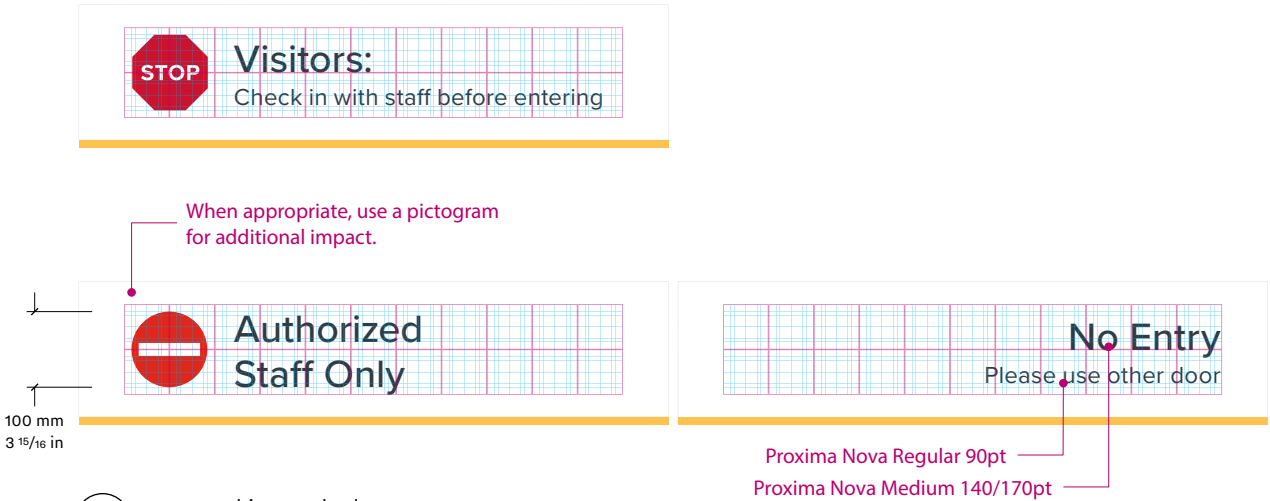 STOP
Visitors:
Check in with staff before entering
When appropriate, use a pictogram
for additional impact.
Authorized
Staff Only
No Entry
Please use other door
100 mm
3 15/16 in
Proxima Nova Regular 90pt
Proxima Nova Medium 140/170pt